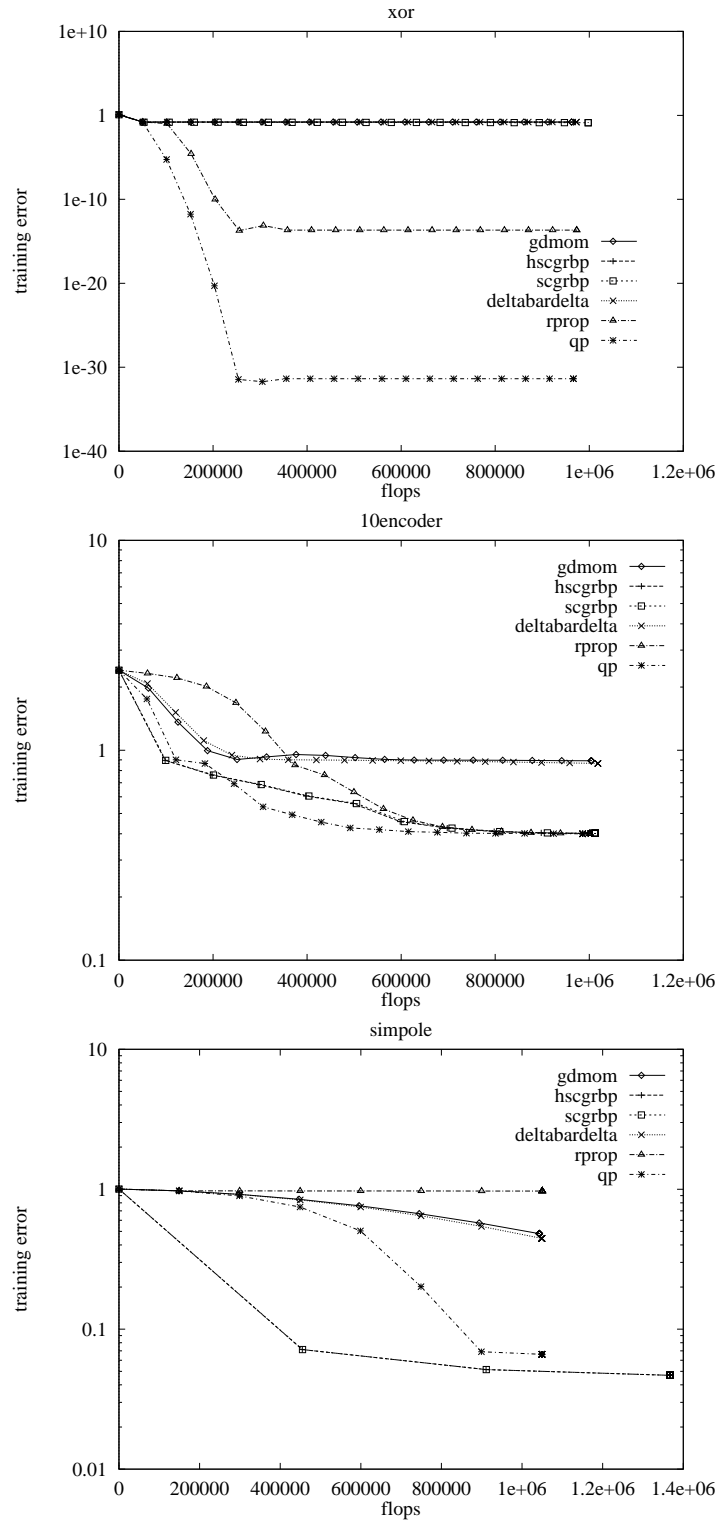 xor
1e+10
1
1e-10
1e-20
1e-30
1e-40
training error
gdmom
hscgrbp
scgrbp
deltabardelta
rprop
qp
0 200000 400000 600000 800000 1e+06 1.2e+06
flops
10encoder
10
1
0.1
training error
gdmom
hscgrbp
scgrbp
deltabardelta
rprop
qp
0 200000 400000 600000 800000 1e+06 1.2e+06
flops
simpole
10
1
0.1
0.01
training error
gdmom
hscgrbp
scgrbp
deltabardelta
rprop
qp
0 200000 400000 600000 800000 1e+06 1.2e+06 1.4e+06
flops